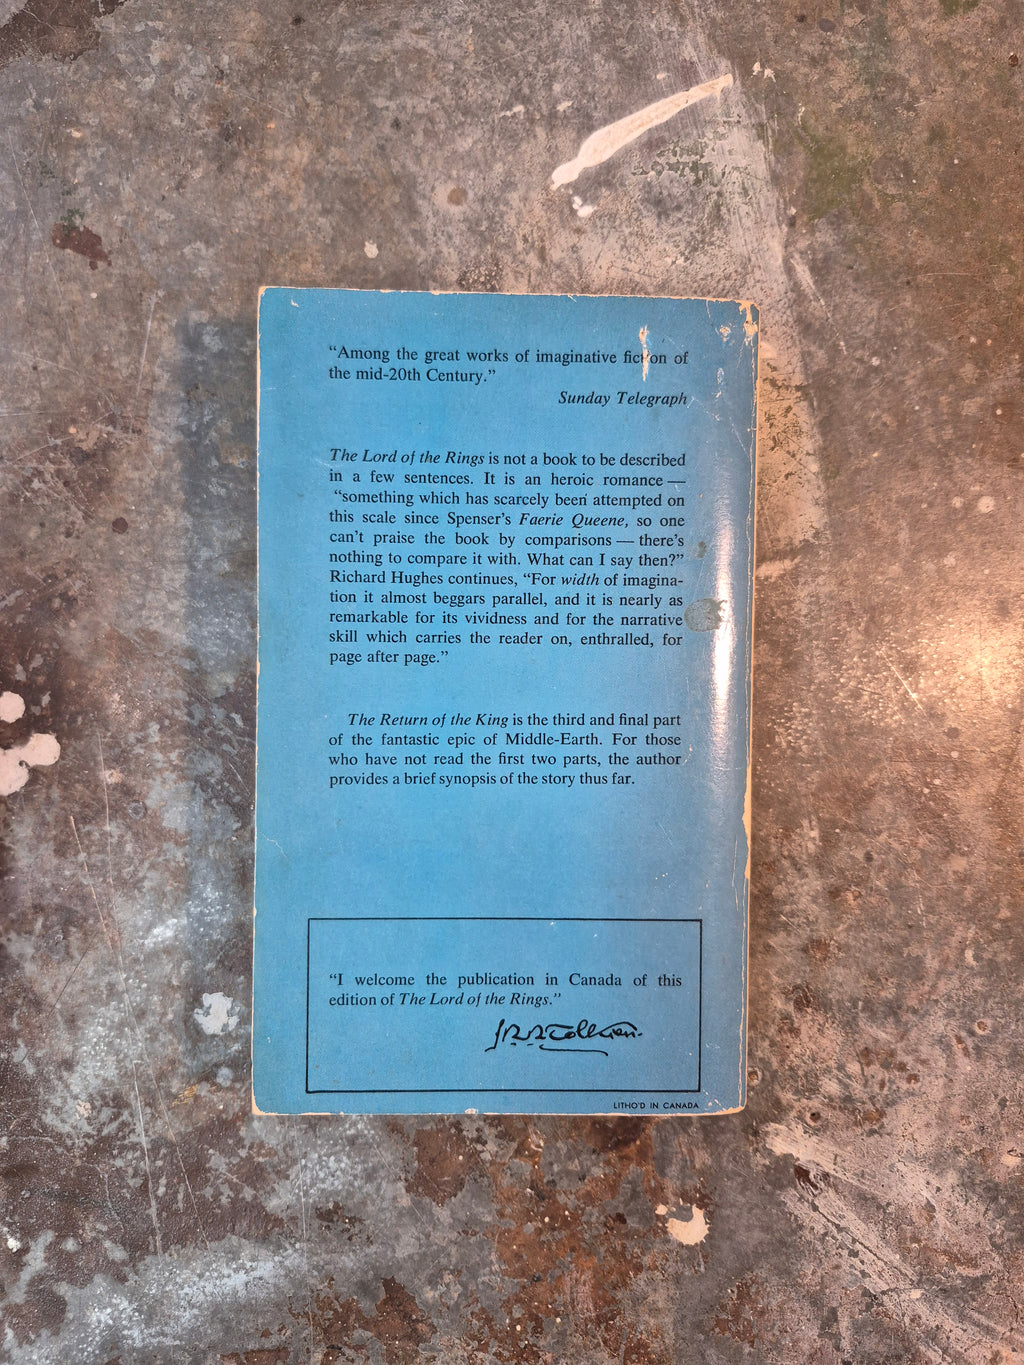 “Among the great works of imaginative fiction of
the mid-20th Century.”
Sunday Telegraph
The Lord of the Rings is not a book to be described
in a few sentences. It is an heroic romance —
“something which has scarcely been attempted on
this scale since Spenser’s Faerie Queene, so one
can’t praise the book by comparisons — there’s
nothing to compare it with. What can I say then?”
Richard Hughes continues, “For width of imagina-
tion it almost beggars parallel, and it is nearly as
remarkable for its vividness and for the narrative
skill which carries the reader on, enthralled, for
page after page.”
The Return of the King is the third and final part
of the fantastic epic of Middle-Earth. For those
who have not read the first two parts, the author
provides a brief synopsis of the story thus far.
“I welcome the publication in Canada of this
edition of The Lord of the Rings.”
J.R.R. Tolkien.
LITHO’D IN CANADA